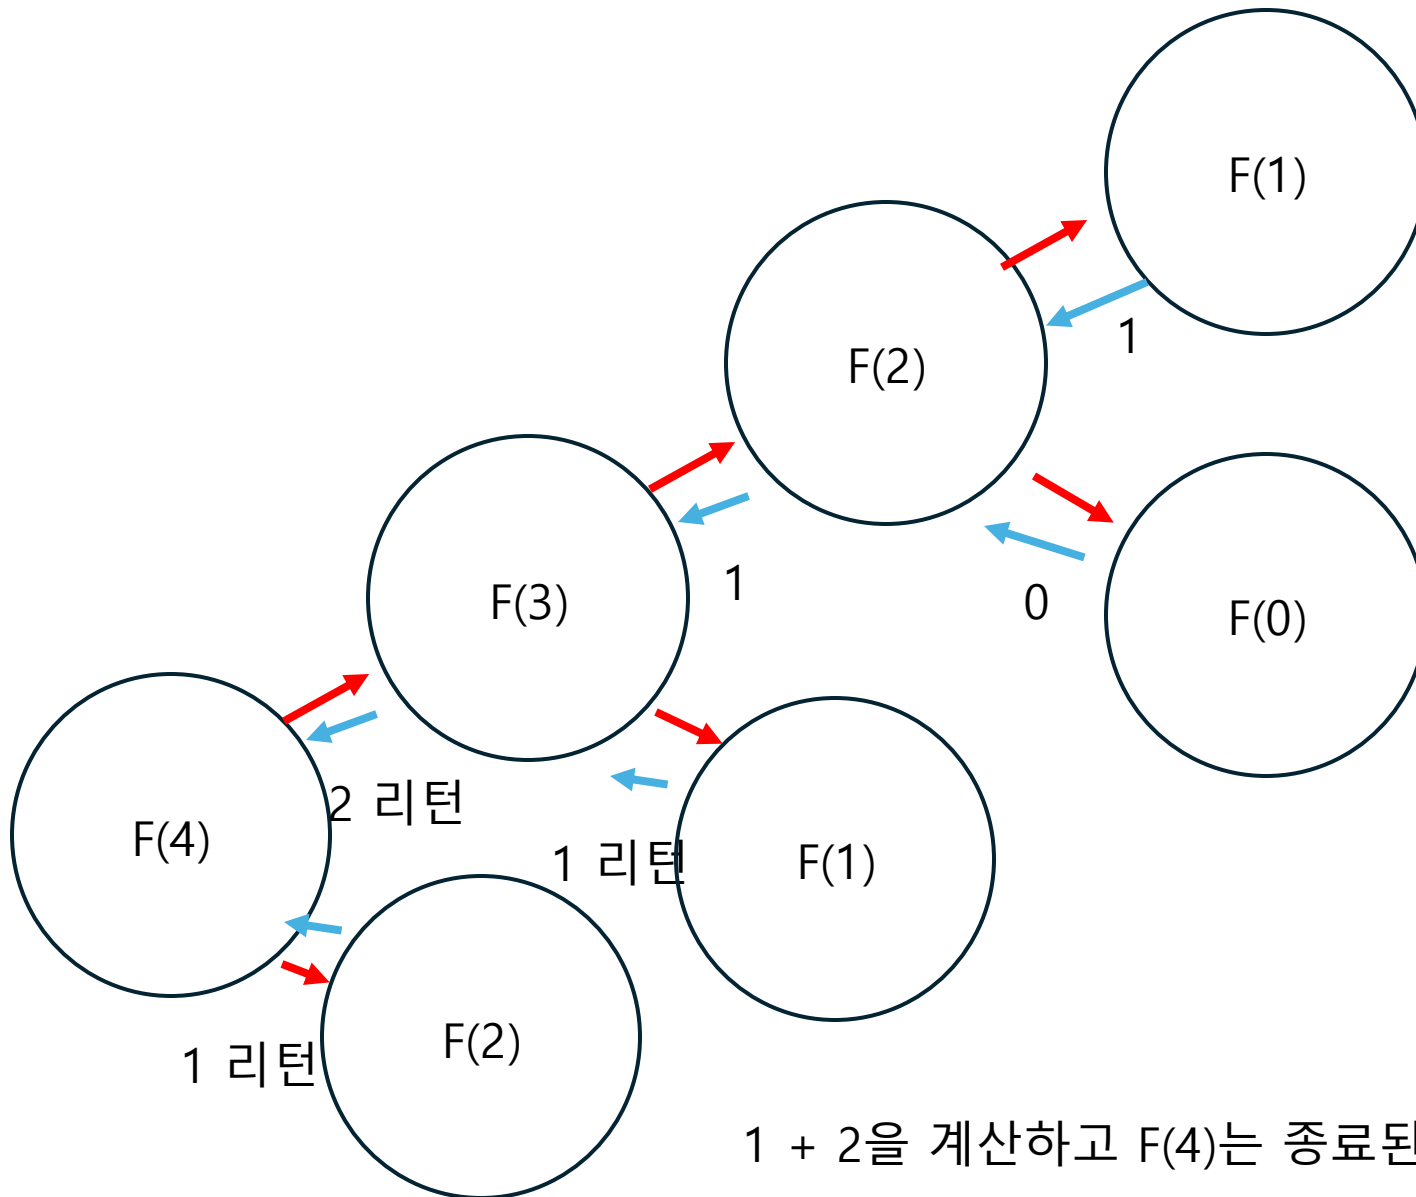 F(1)
1
F(2)
1
0
F(3)
F(0)
2 리턴
F(4)
1 리턴
F(1)
1 리턴
F(2)
1 + 2을 계산하고 F(4)는 종료된